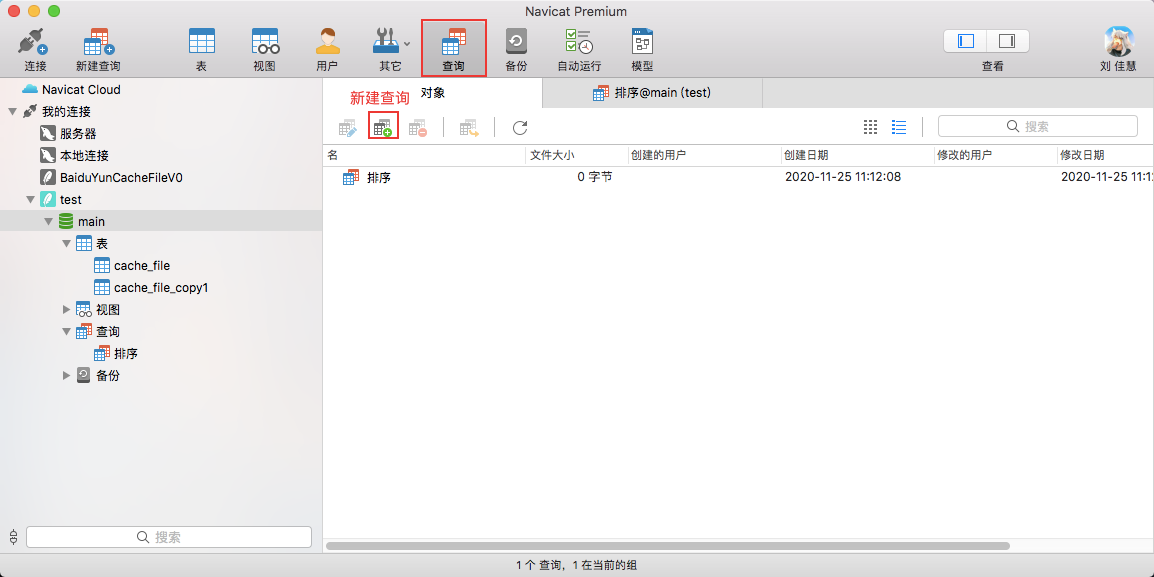 Navicat Premium
连接
新建查询
表
视图
用户
其它
查询
备份
自动运行
模型
查看
刘 佳慧
Navicat Cloud
我的连接
服务器
本地连接
BaiduYunCacheFileV0
test
main
表
cache_file
cache_file_copy1
视图
查询
排序
备份
搜索
新建查询
对象
排序@main (test)
搜索
名 文件大小 创建的用户 创建日期 修改的用户 修改日期
排序 0 字节 2020-11-25 11:12:08 2020-11-25 11:1
1 个 查询，1 在当前的组